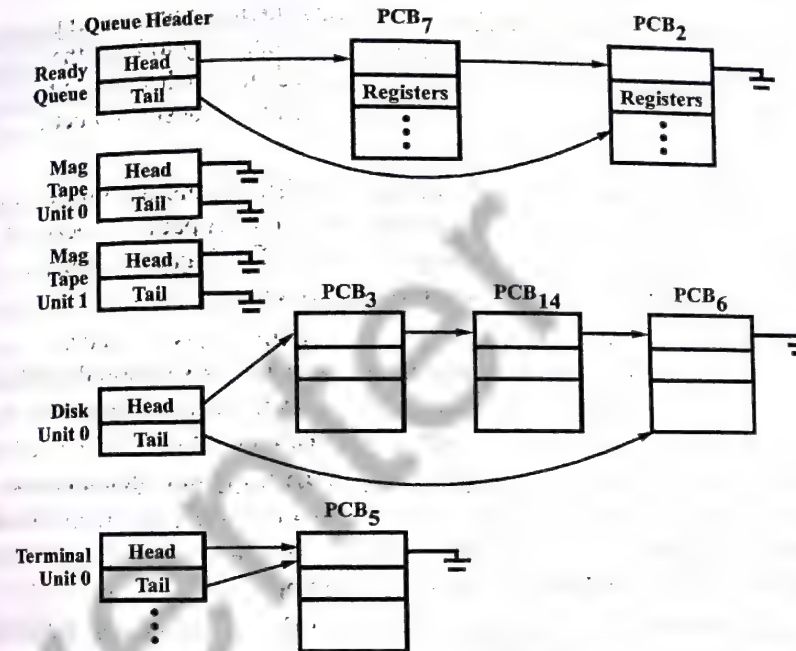 Queue Header
PCB7
PCB2
Ready
Queue
Head
Tail
Registers
Registers
Mag
Tape
Unit 0
Head
Tail
Mag
Tape
Unit 1
Head
Tail
PCB3
PCB14
PCB6
Disk
Unit 0
Head
Tail
PCB5
Terminal
Unit 0
Head
Tail
enter